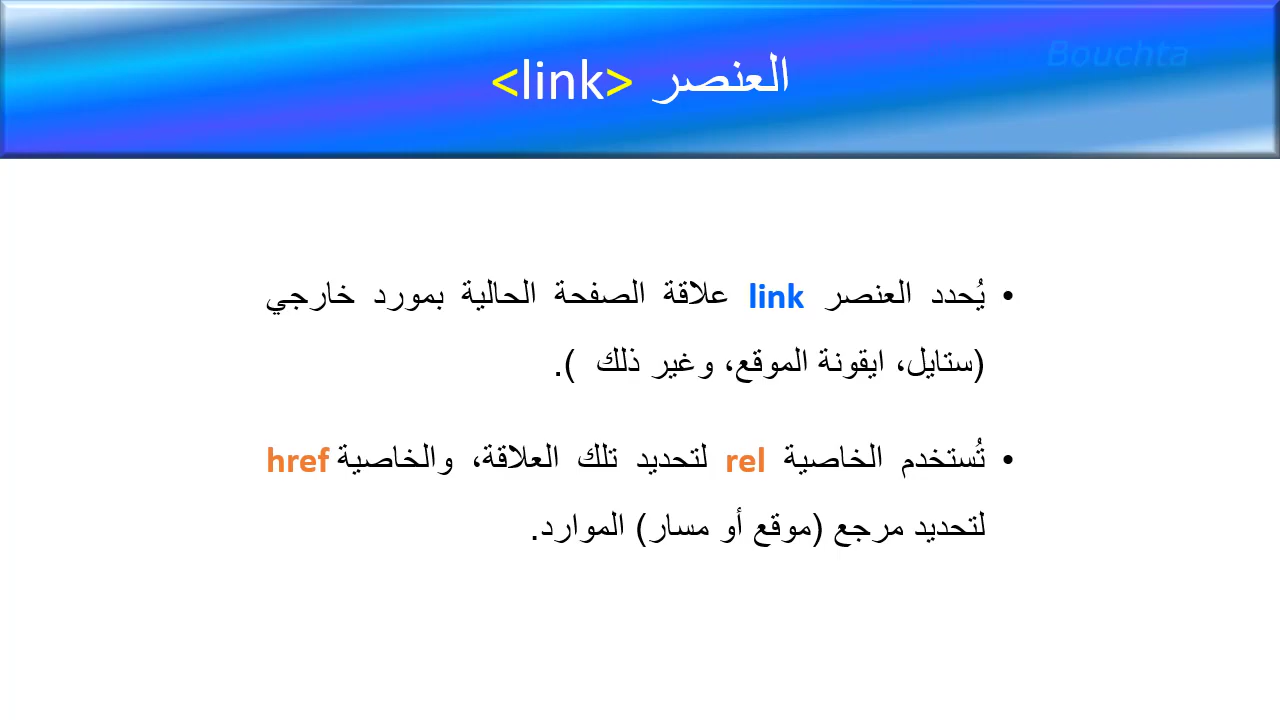 العنصر <link>
Bouchta
• يُحدد العنصر link علاقة الصفحة الحالية بمورد خارجي
(ستايل، ايقونة الموقع، وغير ذلك ).
• تُستخدم الخاصية rel لتحديد تلك العلاقة، والخاصية href
لتحديد مرجع (موقع أو مسار) الموارد.